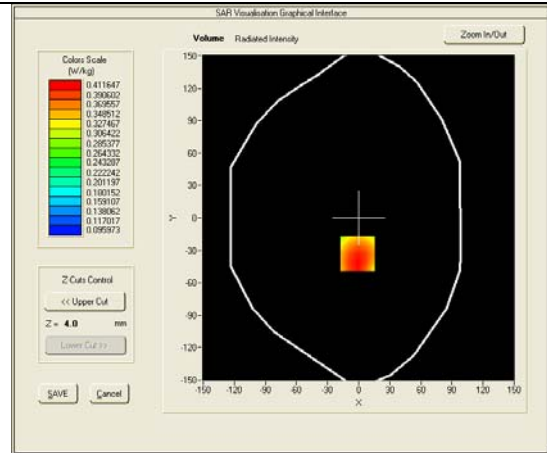 SAR Visualisation Graphical Interface
Volume Radiated Intensity
Zoom In/Out
Colors Scale
(W/kg)
0.411647
0.390602
0.369557
0.348512
0.327467
0.306422
0.285377
0.264332
0.243287
0.222242
0.201197
0.180152
0.159107
0.138062
0.117017
0.095973
Z Cuts Control
<< Upper Cut
Z = 4.0 mm
Lower Cut >>
SAVE
Cancel
150
120
90
60
30
0
-30
-60
-90
-120
-150
Y
-150 -120 -90 -60 -30 0 30 60 90 120 150
X